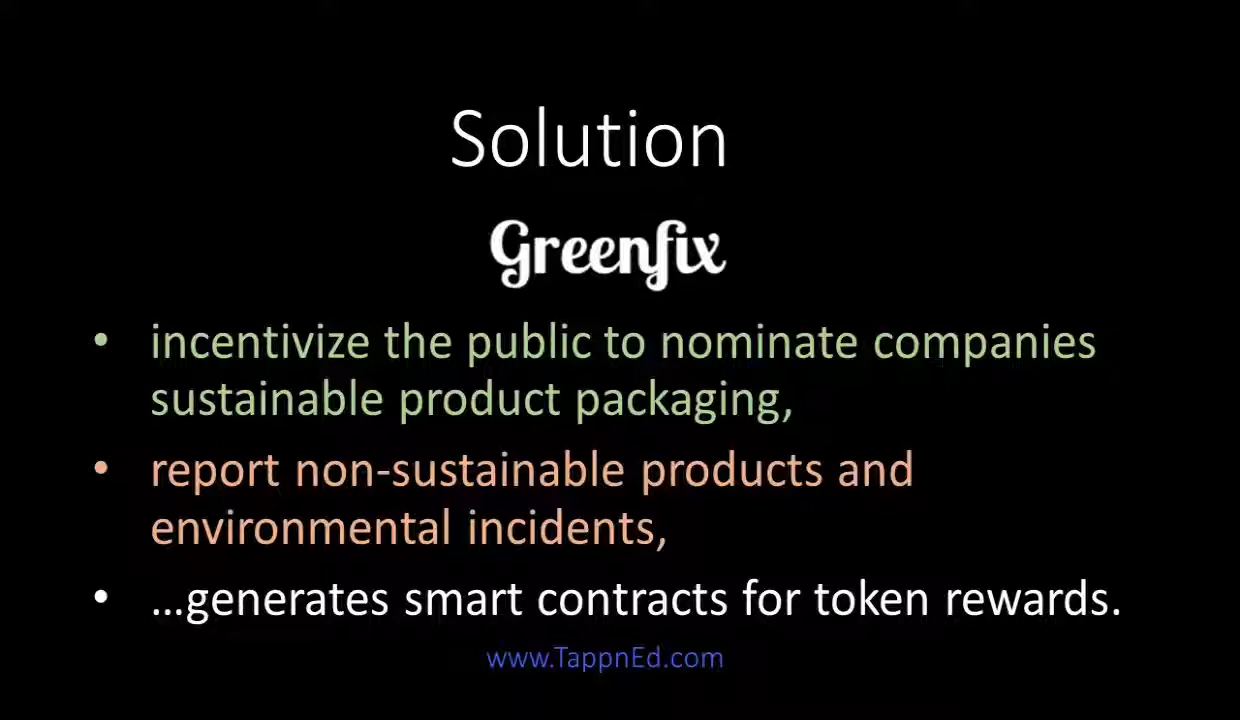 Solution
Greenfix
• incentivize the public to nominate companies
sustainable product packaging,
• report non-sustainable products and
environmental incidents,
• …generates smart contracts for token rewards.
www.TappnEd.com